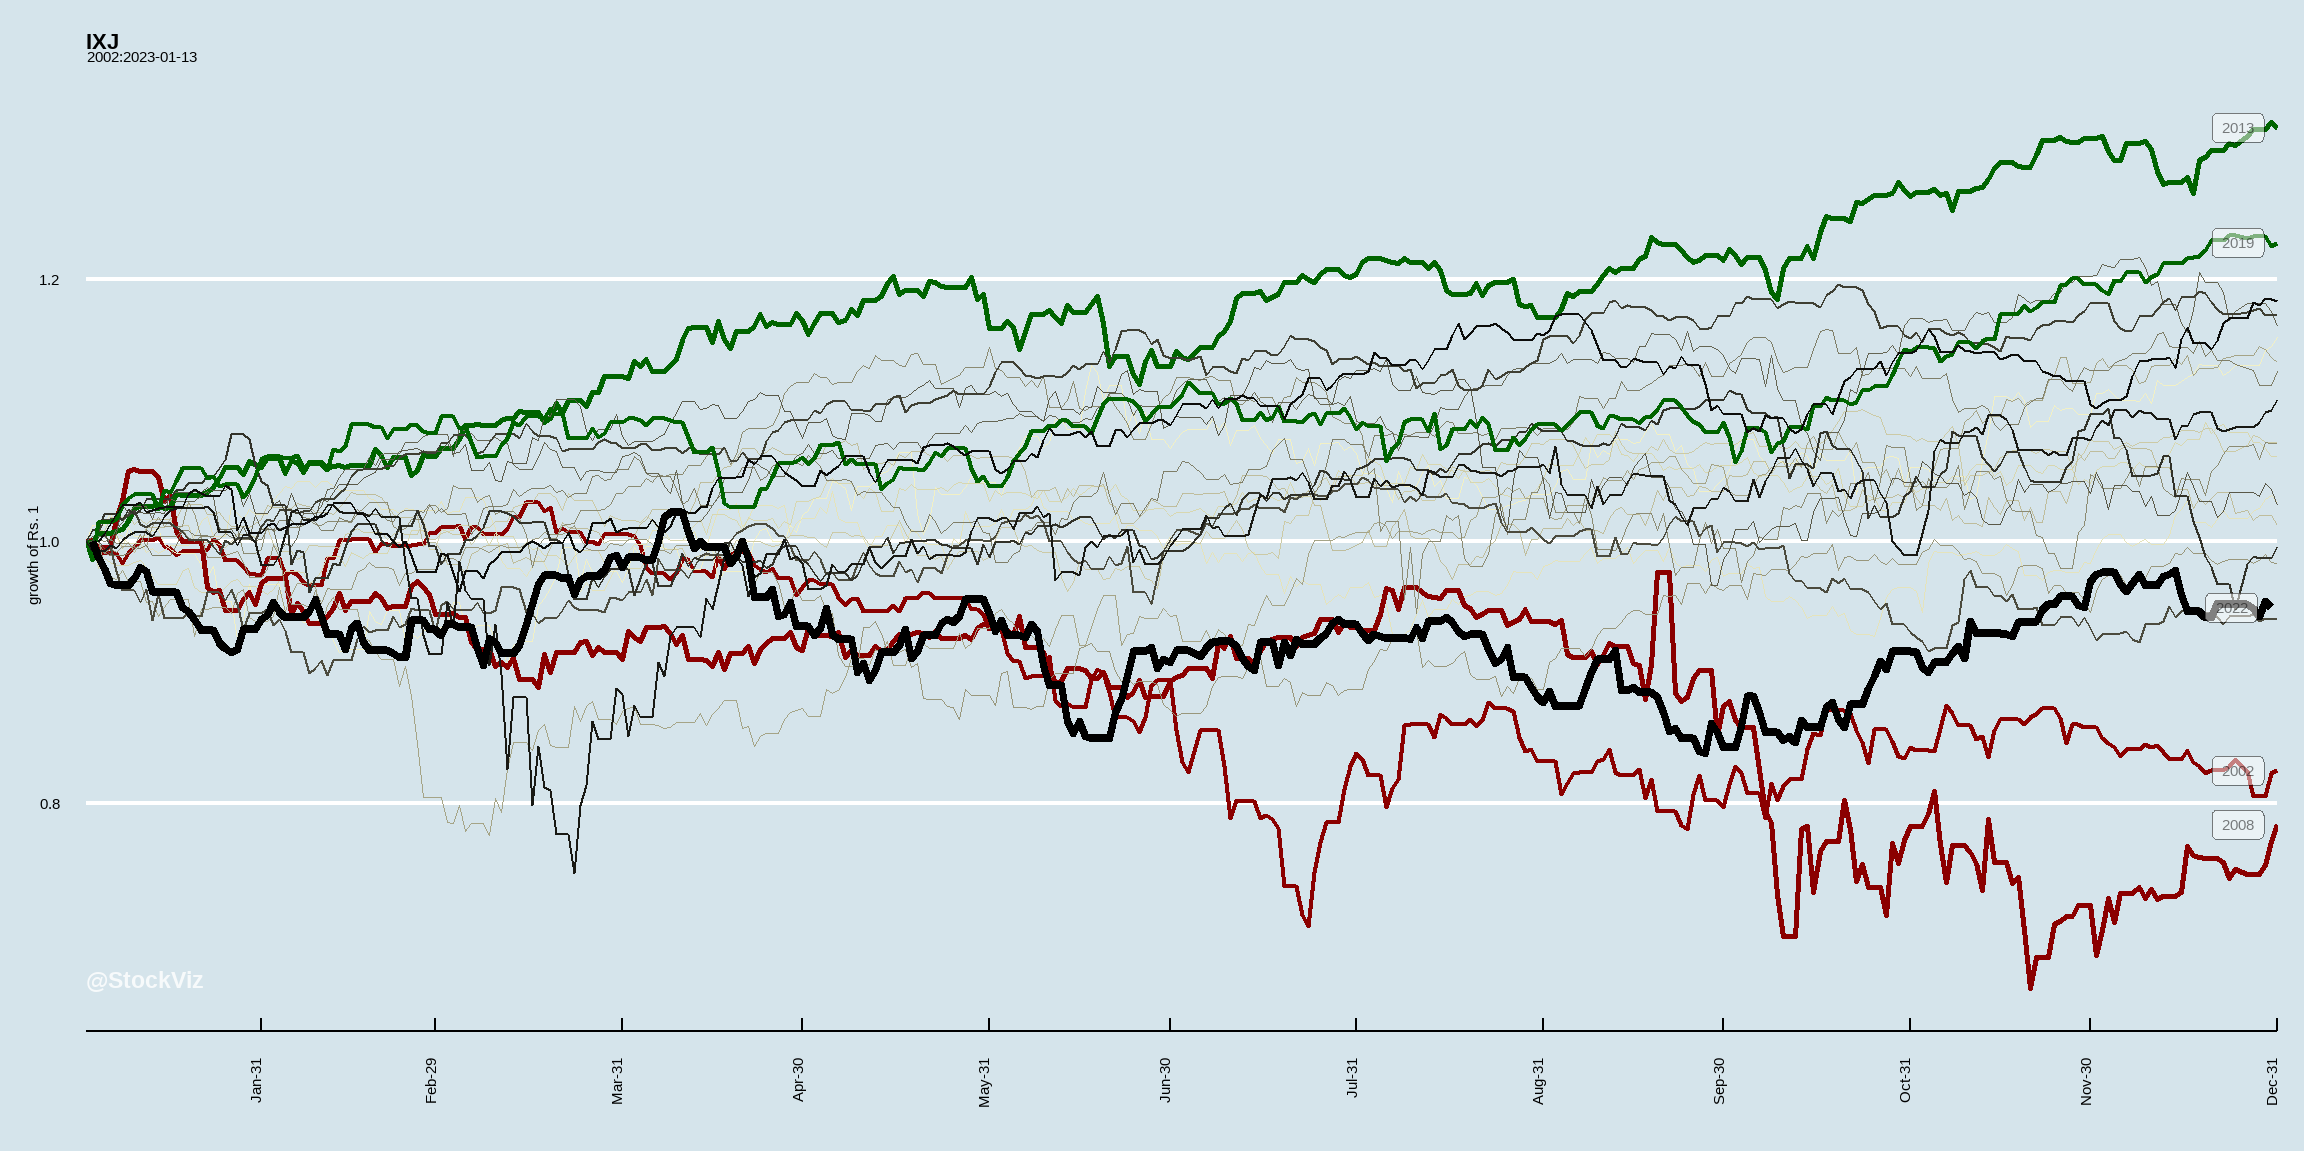 IXJ
2002:2023-01-13
2013
2019
1.2
growth of Rs. 1
1.0
2022
2002
0.8
2008
@StockViz
Jan-31
Feb-29
Mar-31
Apr-30
May-31
Jun-30
Jul-31
Aug-31
Sep-30
Oct-31
Nov-30
Dec-31